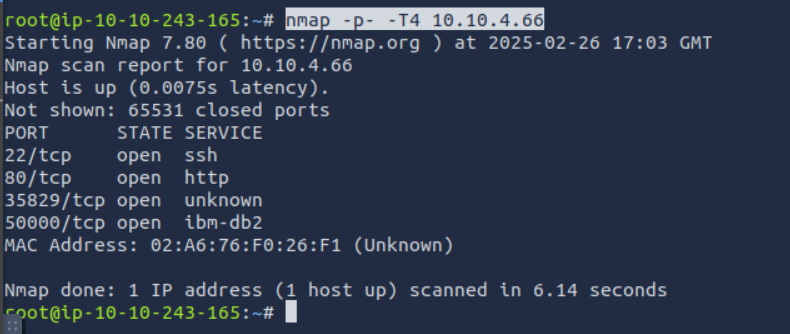 root@ip-10-10-243-165:~# nmap -p- -T4 10.10.4.66
Starting Nmap 7.80 ( https://nmap.org ) at 2025-02-26 17:03 GMT
Nmap scan report for 10.10.4.66
Host is up (0.0075s latency).
Not shown: 65531 closed ports
PORT      STATE SERVICE
22/tcp    open  ssh
80/tcp    open  http
35829/tcp open  unknown
50000/tcp open  ibm-db2
MAC Address: 02:A6:76:F0:26:F1 (Unknown)

Nmap done: 1 IP address (1 host up) scanned in 6.14 seconds
root@ip-10-10-243-165:~#